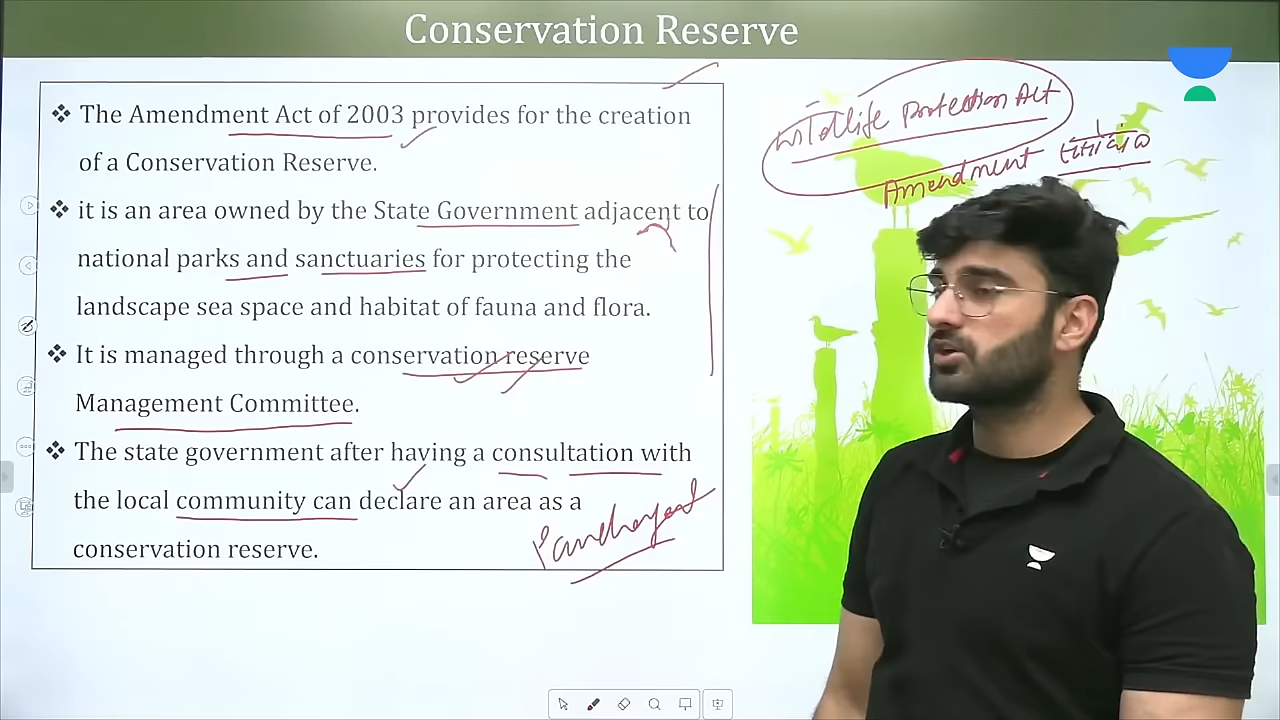 Conservation Reserve
❖ The Amendment Act of 2003 provides for the creation
of a Conservation Reserve.
❖ it is an area owned by the State Government adjacent to
national parks and sanctuaries for protecting the
landscape sea space and habitat of fauna and flora.
❖ It is managed through a conservation reserve
Management Committee.
❖ The state government after having a consultation with
the local community can declare an area as a
conservation reserve.
Panchayat
Wildlife Protection Act
Amendment